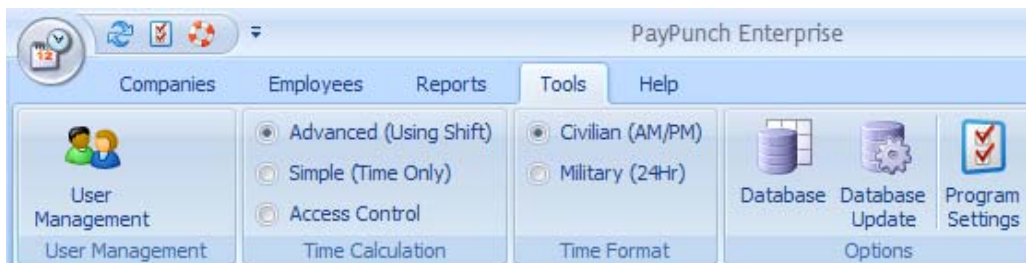 12
PayPunch Enterprise
Companies Employees Reports Tools Help
Advanced (Using Shift) Civilian (AM/PM)
Simple (Time Only) Military (24Hr)
Access Control
User
Management
Database Database
Update
Program
Settings
User Management Time Calculation Time Format Options